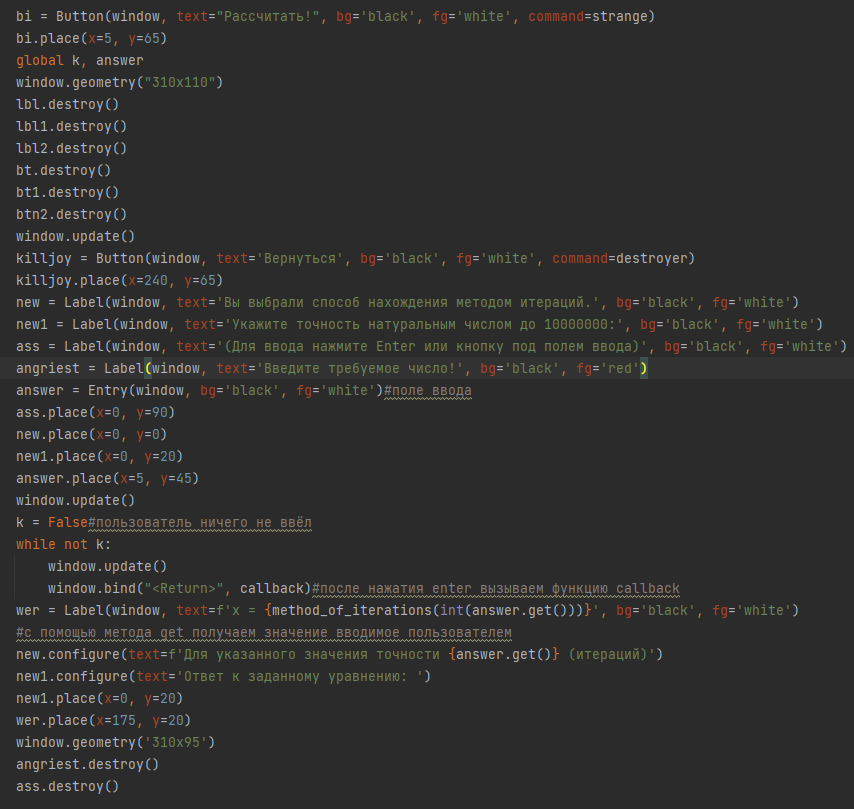 bi = Button(window, text="Рассчитать!", bg='black', fg='white', command=strange)
bi.place(x=5, y=65)
global k, answer
window.geometry("310x110")
lbl.destroy()
lbl1.destroy()
lbl2.destroy()
bt.destroy()
bt1.destroy()
btn2.destroy()
window.update()
killjoy = Button(window, text='Вернуться', bg='black', fg='white', command=destroyer)
killjoy.place(x=240, y=65)
new = Label(window, text='Вы выбрали способ нахождения методом итераций.', bg='black', fg='white')
new1 = Label(window, text='Укажите точность натуральным числом до 10000000:', bg='black', fg='white')
ass = Label(window, text='(Для ввода нажмите Enter или кнопку под полем ввода)', bg='black', fg='white')
angriest = Label(window, text='Введите требуемое число!', bg='black', fg='red')
answer = Entry(window, bg='black', fg='white')#поле ввода
ass.place(x=0, y=90)
new.place(x=0, y=0)
new1.place(x=0, y=20)
answer.place(x=5, y=45)
window.update()
k = False#пользователь ничего не ввёл
while not k:
    window.update()
    window.bind("<Return>", callback)#после нажатия enter вызываем функцию callback
wer = Label(window, text=f'x = {method_of_iterations(int(answer.get()))}', bg='black', fg='white')
#с помощью метода get получаем значение вводимое пользователем
new.configure(text=f'Для указанного значения точности {answer.get()} (итераций)')
new1.configure(text='Ответ к заданному уравнению: ')
new1.place(x=0, y=20)
wer.place(x=175, y=20)
window.geometry('310x95')
angriest.destroy()
ass.destroy()